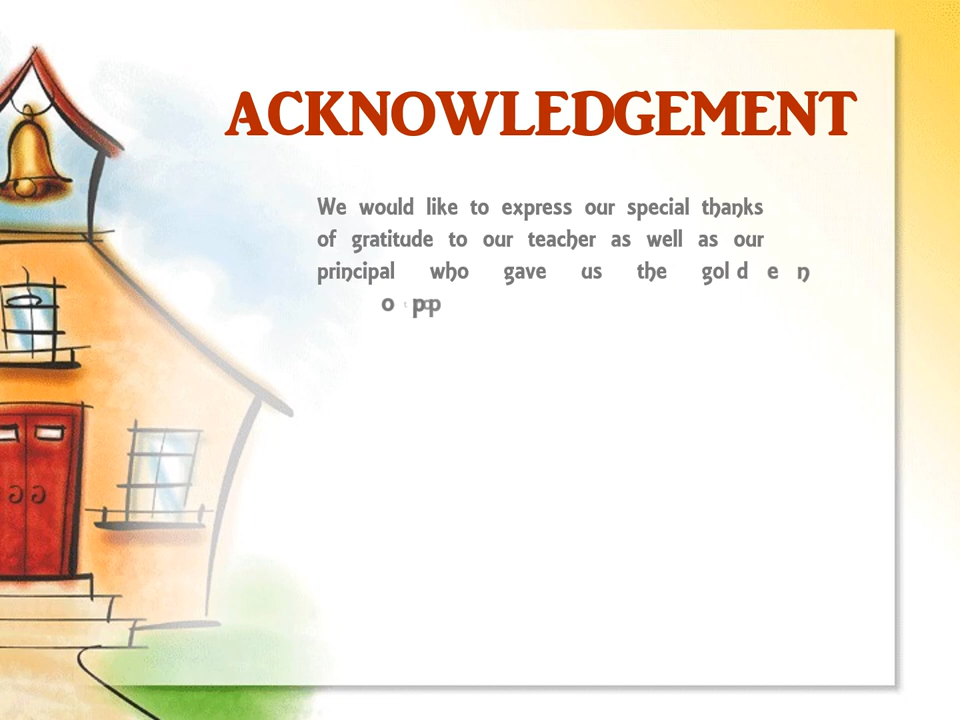 ACKNOWLEDGEMENT
We would like to express our special thanks
of gratitude to our teacher as well as our
principal who gave us the golden